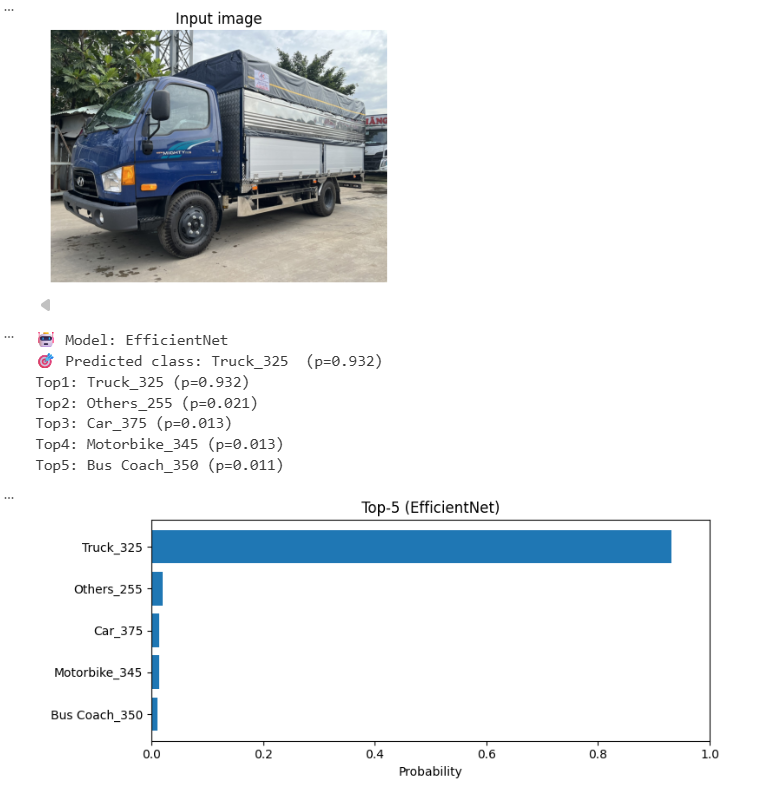 ...
Input image
MIGHTY
HÀNG
...
🤖 Model: EfficientNet
🎯 Predicted class: Truck_325  (p=0.932)
Top1: Truck_325 (p=0.932)
Top2: Others_255 (p=0.021)
Top3: Car_375 (p=0.013)
Top4: Motorbike_345 (p=0.013)
Top5: Bus Coach_350 (p=0.011)
...
Top-5 (EfficientNet)
Truck_325
Others_255
Car_375
Motorbike_345
Bus Coach_350
0.0 0.2 0.4 0.6 0.8 1.0
Probability